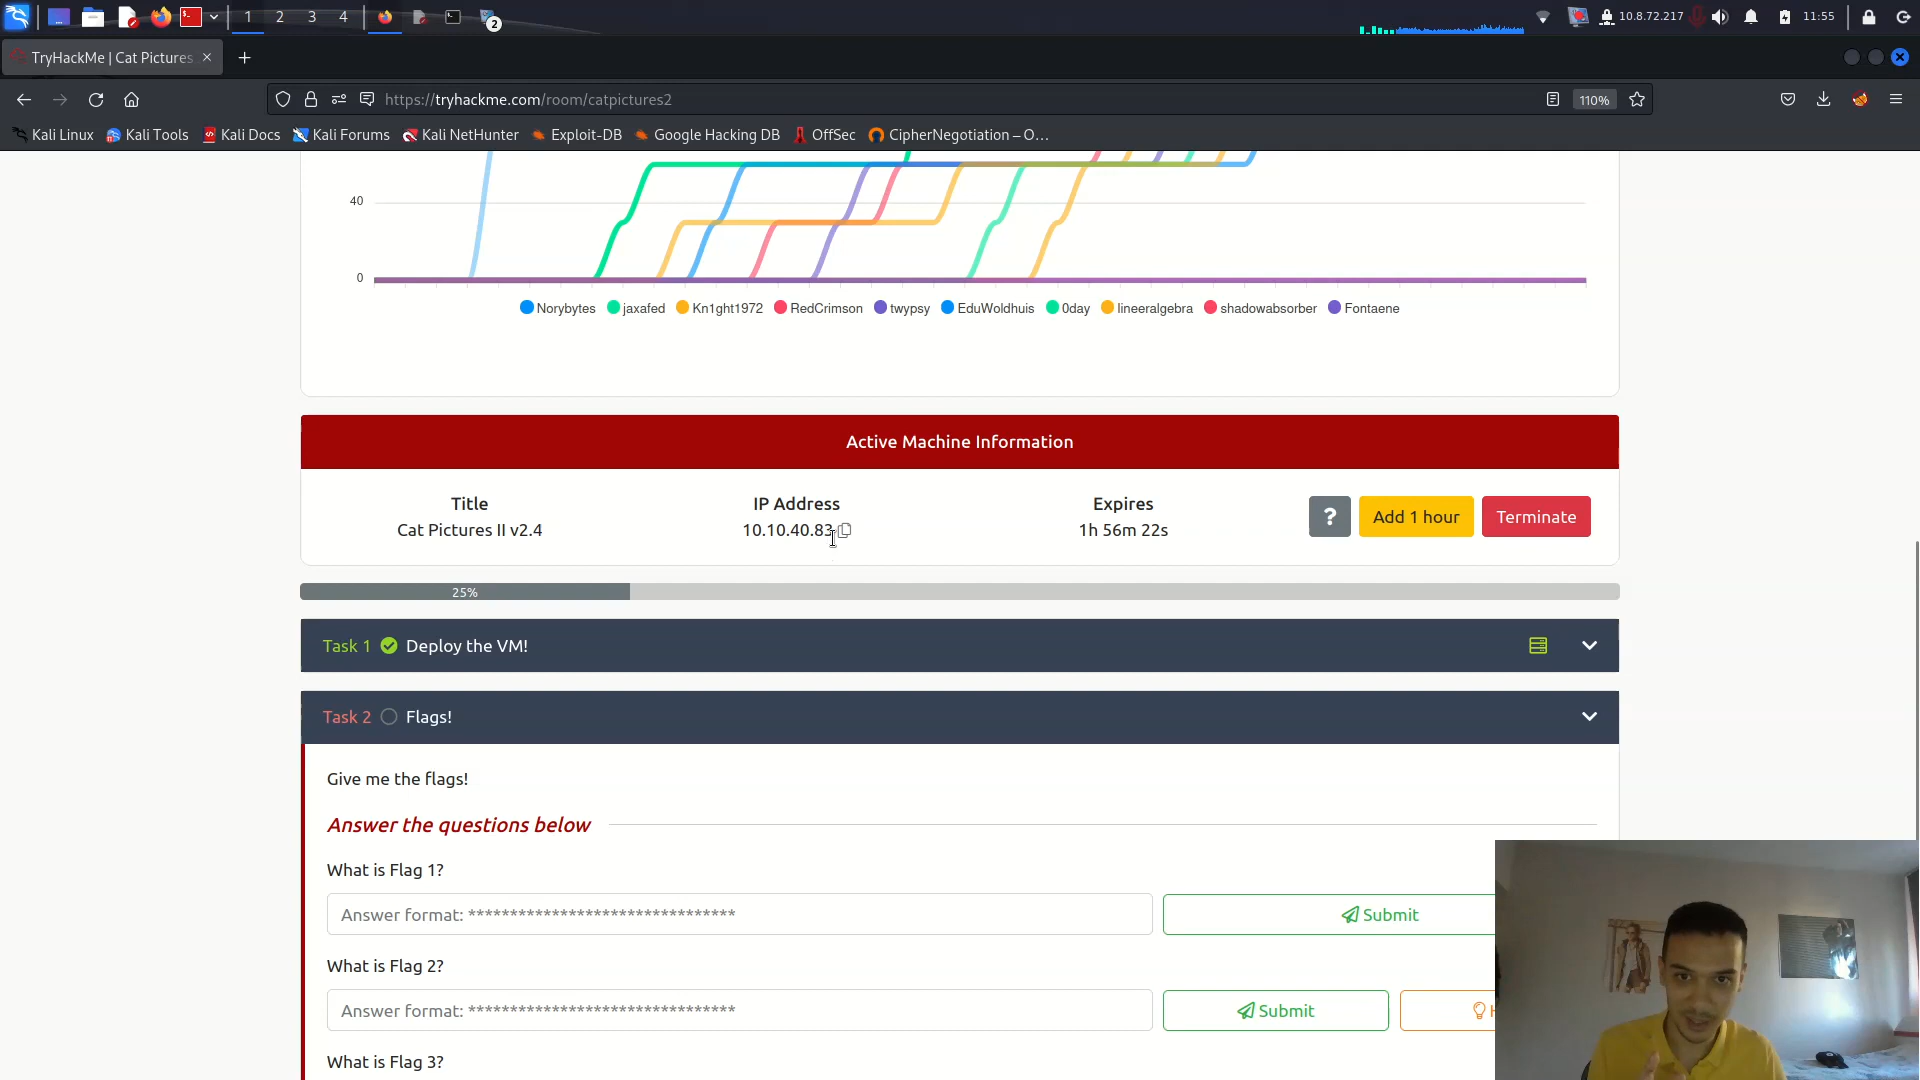 1 2 3 4 2 10.8.72.217 11:55
TryHackMe | Cat Pictures
https://tryhackme.com/room/catpictures2 110%
Kali Linux Kali Tools Kali Docs Kali Forums Kali NetHunter Exploit-DB Google Hacking DB OffSec CipherNegotiation – O…
40
0
Norybytes jaxafed Kn1ght1972 RedCrimson twypsy EduWoldhuis 0day lineeralgebra shadowabsorber Fontaene
Active Machine Information
Title IP Address Expires
Cat Pictures II v2.4 10.10.40.83 1h 56m 22s ? Add 1 hour Terminate
25%
Task 1 Deploy the VM!
Task 2 Flags!
Give me the flags!
Answer the questions below
What is Flag 1?
Answer format: ******************************** Submit
What is Flag 2?
Answer format: ******************************** Submit
What is Flag 3?